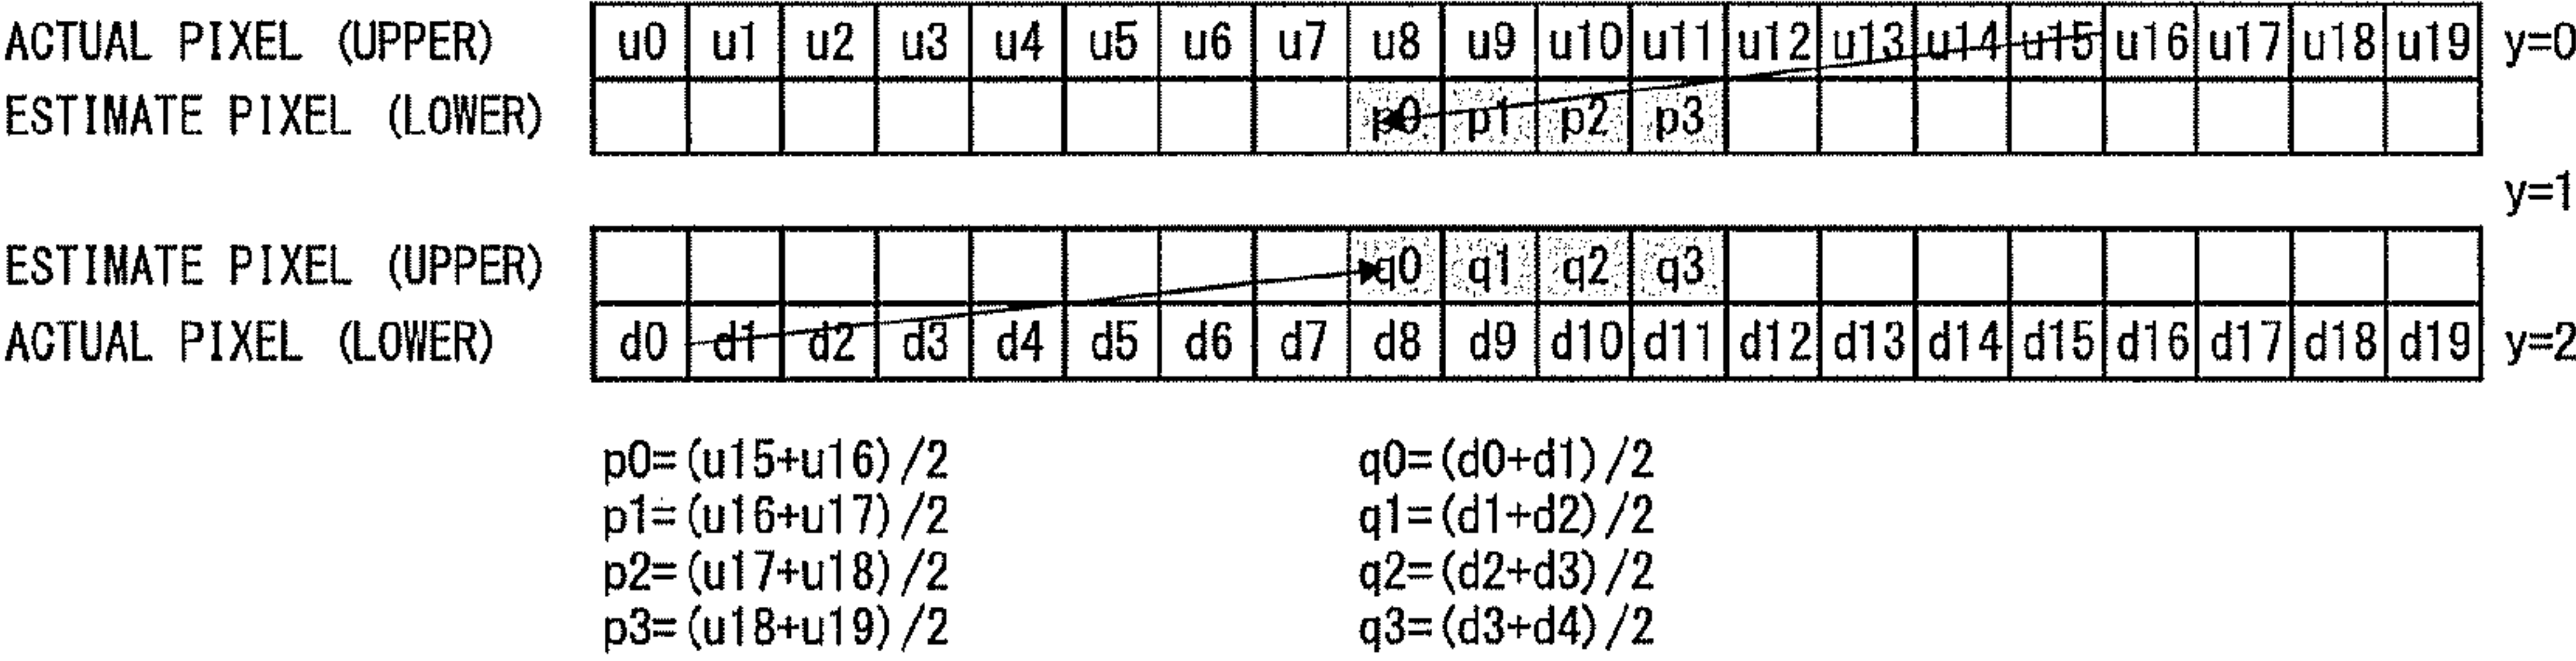 ACTUAL PIXEL (UPPER) u0 u1 u2 u3 u4 u5 u6 u7 u8 u9 u10 u11 u12 u13 u14 u15 u16 u17 u18 u19 y=0
ESTIMATE PIXEL (LOWER) p0 p1 p2 p3
y=1
ESTIMATE PIXEL (UPPER) q0 q1 q2 q3
ACTUAL PIXEL (LOWER) d0 d1 d2 d3 d4 d5 d6 d7 d8 d9 d10 d11 d12 d13 d14 d15 d16 d17 d18 d19 y=2
p0=(u15+u16)/2 q0=(d0+d1)/2
p1=(u16+u17)/2 q1=(d1+d2)/2
p2=(u17+u18)/2 q2=(d2+d3)/2
p3=(u18+u19)/2 q3=(d3+d4)/2